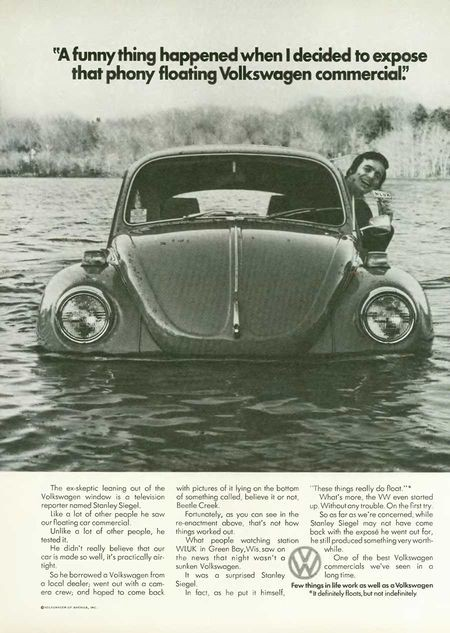 "A funny thing happened when I decided to expose
that phony floating Volkswagen commercial."
WLUK
The ex-skeptic leaning out of the
Volkswagen window is a television
reporter named Stanley Siegel.
Like a lot of other people he saw
our floating car commercial.
Unlike a lot of other people, he
tested it.
He didn't really believe that our
car is made so well, it's practically air-
tight.
So he borrowed a Volkswagen from
a local dealer; went out with a cam-
era crew; and hoped to come back
with pictures of it lying on the bottom
of something called, believe it or not,
Beetle Creek.
Fortunately, as you can see in the
re-enactment above, that's not how
things worked out.
What people watching station
WLUK in Green Bay, Wis. saw on
the news that night wasn't a
sunken Volkswagen.
It was a surprised Stanley
Siegel.
In fact, as he put it himself,
"These things really do float."*
What's more, the VW even started
up. Without any trouble. On the first try.
So as far as we're concerned, while
Stanley Siegel may not have come
back with the exposé he went out for,
he still produced something very worth-
while.
One of the best Volkswagen
commercials we've seen in a
long time.
Few things in life work as well as a Volkswagen
*It definitely floats, but not indefinitely
©VOLKSWAGEN OF AMERICA, INC.